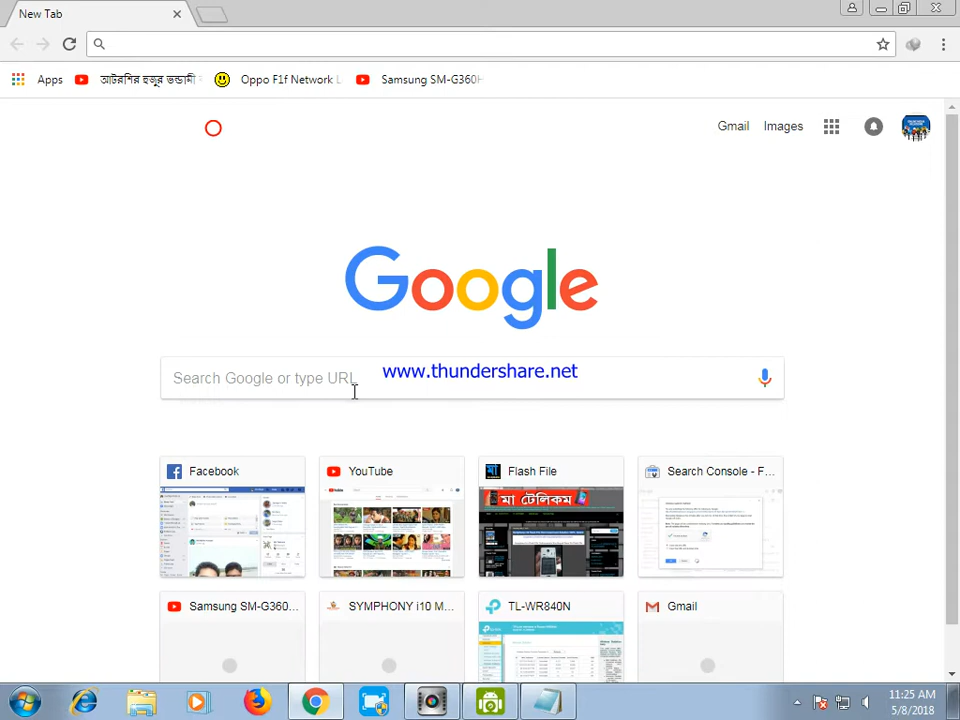 New Tab
Apps
আটরশির হুজুর ভন্ডামী
Oppo F1f Network L
Samsung SM-G360H
Gmail
Images
Google
Search Google or type URL
www.thundershare.net
Facebook
YouTube
Flash File
Search Console - F...
মা টেলিকম
Samsung SM-G360...
SYMPHONY i10 M...
TL-WR840N
Gmail
11:25 AM
5/8/2018